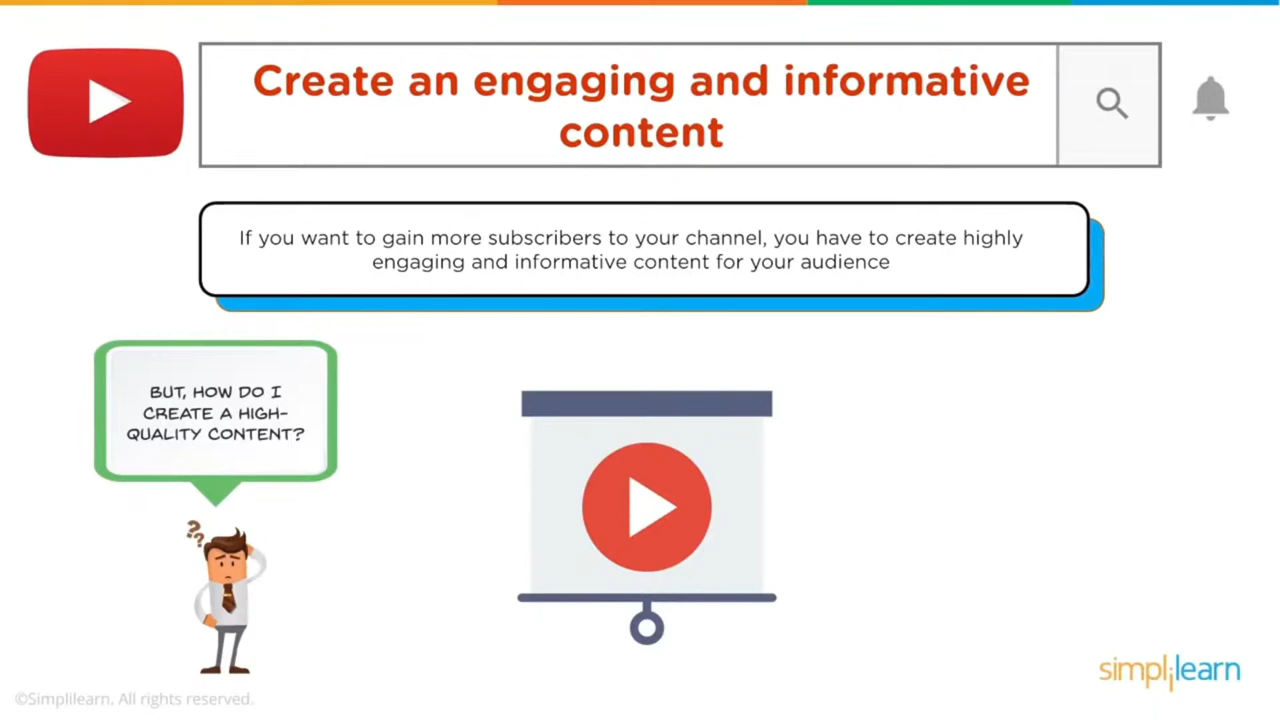 Create an engaging and informative
content
If you want to gain more subscribers to your channel, you have to create highly
engaging and informative content for your audience
BUT, HOW DO I
CREATE A HIGH-
QUALITY CONTENT?
??
??
simplilearn
©Simplilearn. All rights reserved.